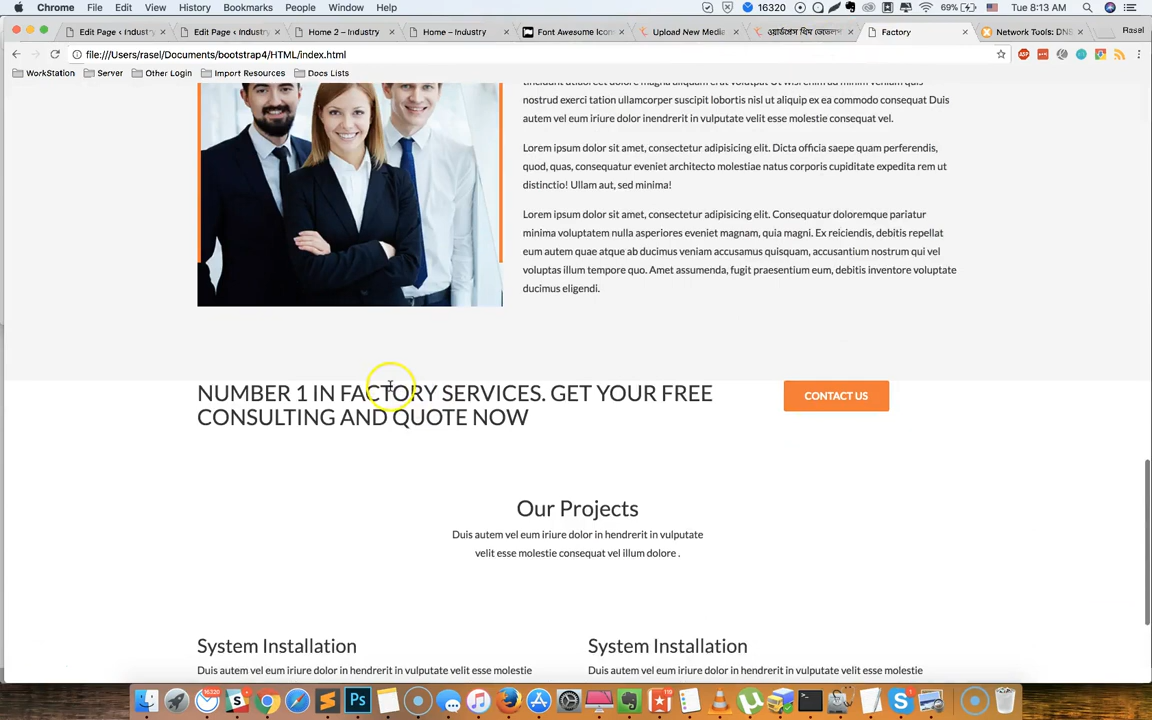 Chrome File Edit View History Bookmarks People Window Help 16320 69% Tue 8:13 AM
Edit Page ‹ Indust Edit Page ‹ Indust Home 2 – Industry Home – Industry Font Awesome Icon Upload New Media Factory Network Tools: DNS Rasel
file:///Users/rasel/Documents/bootstrap4/HTML/index.html
WorkStation Server Other Login Import Resources Docs Lists
tincidunt
nostrud exerci tation ullamcorper suscipit lobortis nisl ut aliquip ex ea commodo consequat Duis
autem vel eum iriure dolor inendrerit in vulputate velit esse molestie consequat vel.
Lorem ipsum dolor sit amet, consectetur adipisicing elit. Dicta officia saepe quam perferendis,
quod, quas, consequatur eveniet architecto molestiae natus corporis cupiditate expedita rem ut
distinctio! Ullam aut, sed minima!
Lorem ipsum dolor sit amet, consectetur adipisicing elit. Consequatur doloremque pariatur
minima voluptatem nulla asperiores eveniet magnam, quia magni. Ex reiciendis, debitis repellat
eum autem quae atque ab ducimus veniam accusamus quisquam, accusantium nostrum qui vel
voluptas illum tempore quo. Amet assumenda, fugit praesentium eum, debitis inventore voluptate
ducimus eligendi.
NUMBER 1 IN FACTORY SERVICES. GET YOUR FREE
CONSULTING AND QUOTE NOW
CONTACT US
Our Projects
Duis autem vel eum iriure dolor in hendrerit in vulputate
velit esse molestie consequat vel illum dolore .
System Installation
Duis autem vel eum iriure dolor in hendrerit in vulputate velit esse molestie
System Installation
Duis autem vel eum iriure dolor in hendrerit in vulputate velit esse molestie